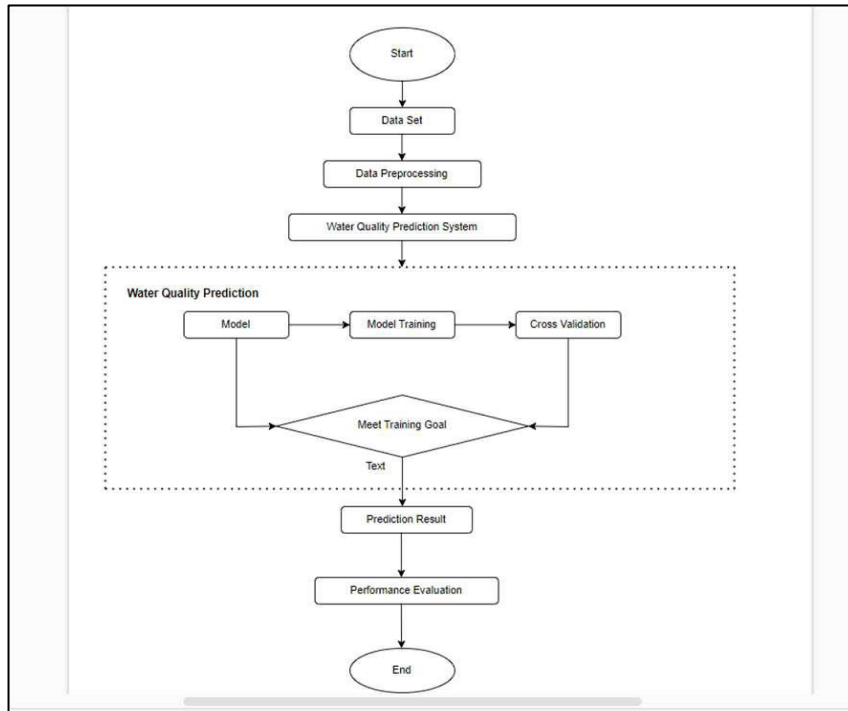 Start
Data Set
Data Preprocessing
Water Quality Prediction System
Water Quality Prediction
Model
Model Training
Cross Validation
Meet Training Goal
Text
Prediction Result
Performance Evaluation
End